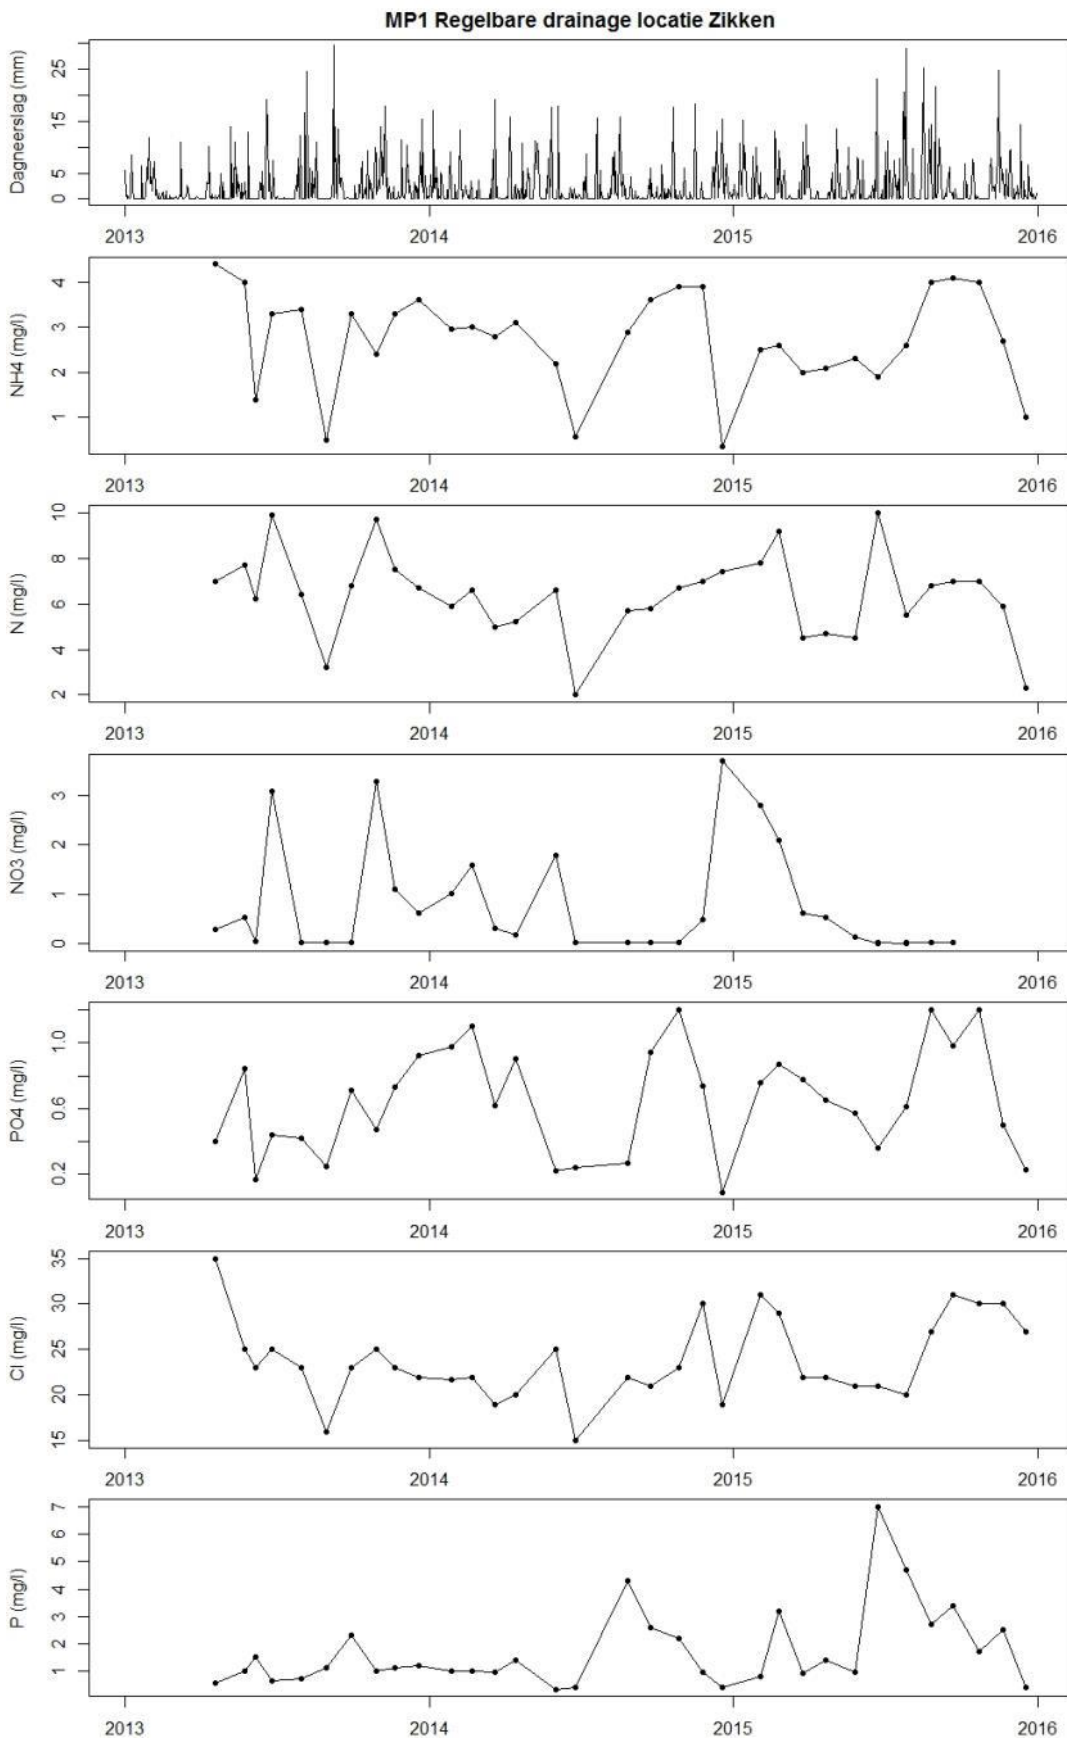 MP1 Regelbare drainage locatie Zikken
Dagneerslag (mm)
25
15
5
0
2013 2014 2015 2016
NH4 (mg/l)
4
3
2
1
2013 2014 2015 2016
N (mg/l)
10
8
6
4
2
2013 2014 2015 2016
NO3 (mg/l)
3
2
1
0
2013 2014 2015 2016
PO4 (mg/l)
1.0
0.6
0.2
2013 2014 2015 2016
Cl (mg/l)
35
30
25
20
15
2013 2014 2015 2016
P (mg/l)
7
6
5
4
3
2
1
2013 2014 2015 2016